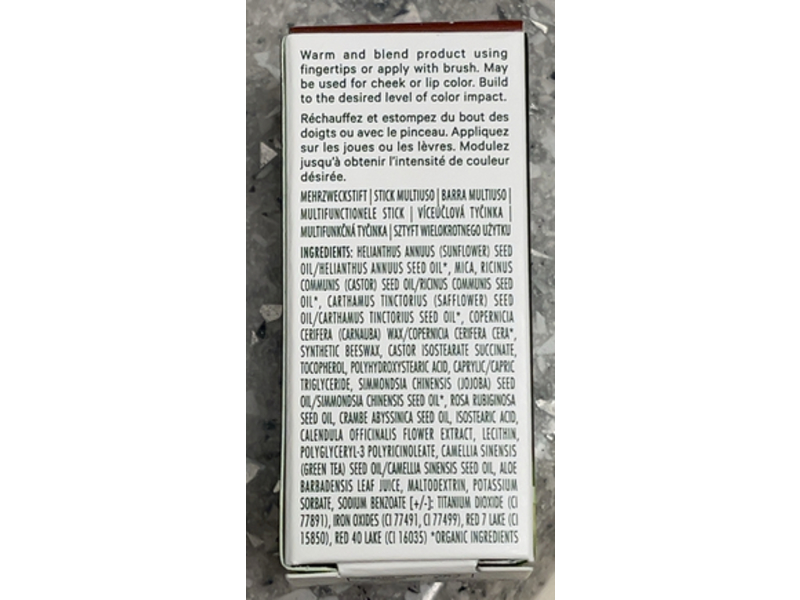 Warm and blend product using
fingertips or apply with brush. May
be used for cheek or lip color. Build
to the desired level of color impact.
Réchauffez et estompez du bout des
doigts ou avec le pinceau. Appliquez
sur les joues ou les lèvres. Modulez
jusqu'à obtenir l'intensité de couleur
désirée.
MEHRZWECKSTIFT | STICK MULTIUSO | BARRA MULTIUSO |
MULTIFUNCTIONELE STICK | VÍCEÚČLOVÁ TYČINKA |
MULTIFUNKČNÁ TYČINKA | SZTYFT WIELOKROTNEGO UŻYTKU
INGREDIENTS: HELIANTHUS ANNUUS (SUNFLOWER) SEED
OIL/HELIANTHUS ANNUUS SEED OIL*, MICA, RICINUS
COMMUNIS (CASTOR) SEED OIL/RICINUS COMMUNIS SEED
OIL*, CARTHAMUS TINCTORIUS (SAFFLOWER) SEED
OIL/CARTHAMUS TINCTORIUS SEED OIL*, COPERNICIA
CERIFERA (CARNAUBA) WAX/COPERNICIA CERIFERA CERA*,
SYNTHETIC BEESWAX, CASTOR ISOSTEARATE SUCCINATE,
TOCOPHEROL, POLYHYDROXYSTEARIC ACID, CAPRYLIC/CAPRIC
TRIGLYCERIDE, SIMMONDSIA CHINENSIS (JOJOBA) SEED
OIL/SIMMONDSIA CHINENSIS SEED OIL*, ROSA RUBIGINOSA
SEED OIL, CRAMBE ABYSSINICA SEED OIL, ISOSTEARIC ACID,
CALENDULA OFFICINALIS FLOWER EXTRACT, LECITHIN,
POLYGLYCERYL-3 POLYRICINOLEATE, CAMELLIA SINENSIS
(GREEN TEA) SEED OIL/CAMELLIA SINENSIS SEED OIL, ALOE
BARBADENSIS LEAF JUICE, MALTODEXTRIN, POTASSIUM
SORBATE, SODIUM BENZOATE [+/-]: TITANIUM DIOXIDE (CI
77891), IRON OXIDES (CI 77491, CI 77499), RED 7 LAKE (CI
15850), RED 40 LAKE (CI 16035) *ORGANIC INGREDIENTS